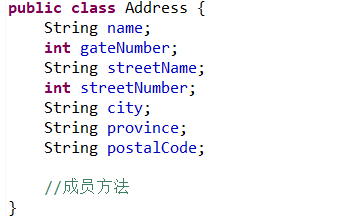 public class Address {
    String name;
    int gateNumber;
    String streetName;
    int streetNumber;
    String city;
    String province;
    String postalCode;
    //成员方法
}